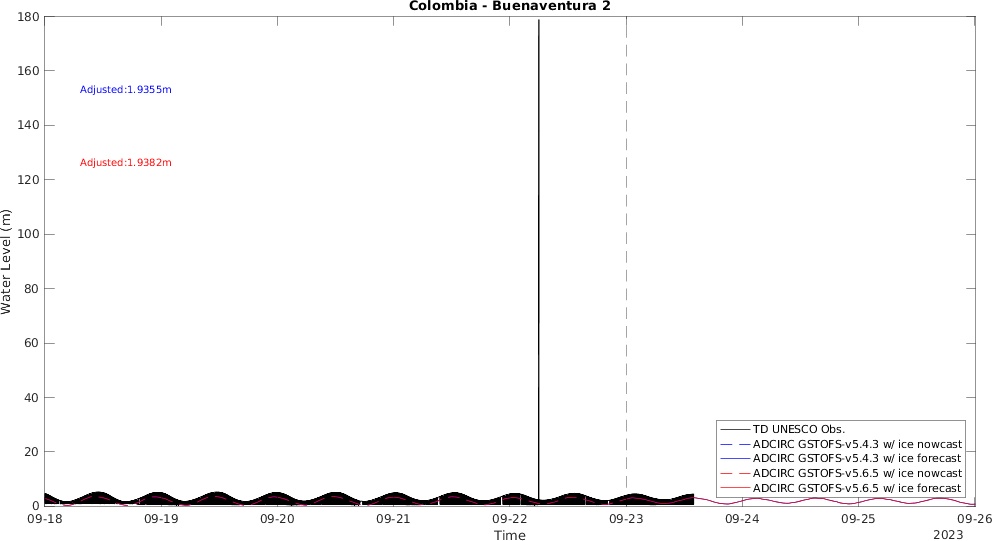 Colombia - Buenaventura 2
180
160
140
120
100
80
60
40
20
0
Water Level (m)
Adjusted:1.9355m
Adjusted:1.9382m
TD UNESCO Obs.
ADCIRC GSTOFS-v5.4.3 w/ ice nowcast
ADCIRC GSTOFS-v5.4.3 w/ ice forecast
ADCIRC GSTOFS-v5.6.5 w/ ice nowcast
ADCIRC GSTOFS-v5.6.5 w/ ice forecast
09-18 09-19 09-20 09-21 09-22 09-23 09-24 09-25 09-26
Time
2023